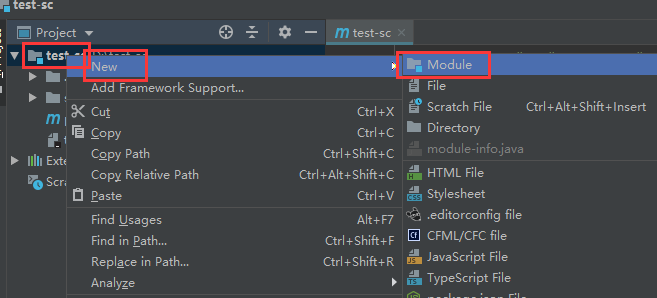 test-sc
Project
test-sc
test-sc
New
Module
Add Framework Support...
File
Cut Ctrl+X
Scratch File Ctrl+Alt+Shift+Insert
Copy Ctrl+C
Directory
Copy Path Ctrl+Shift+C
module-info.java
Copy Relative Path Ctrl+Alt+Shift+C
HTML File
Paste Ctrl+V
Stylesheet
Find Usages Alt+F7
.editorconfig file
Find in Path... Ctrl+Shift+F
CFML/CFC file
Replace in Path... Ctrl+Shift+R
JavaScript File
Analyze
TypeScript File
package.json File